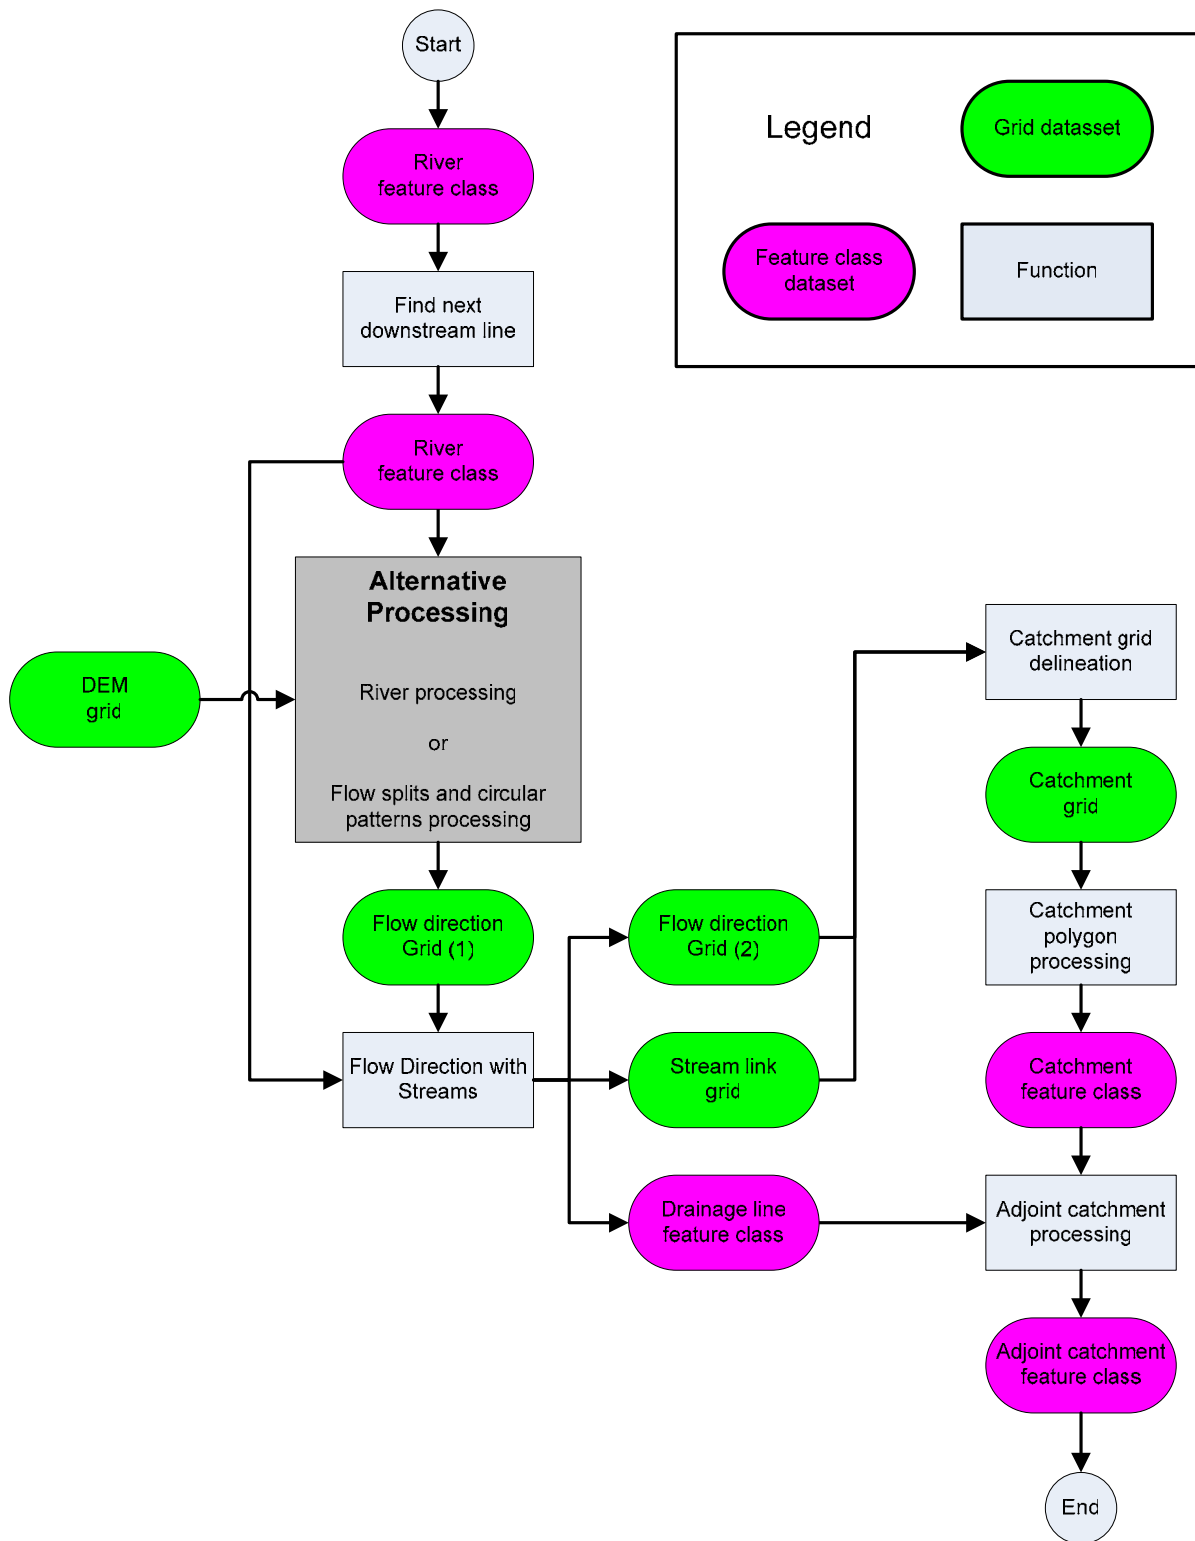 Start
River
feature class
Find next
downstream line
River
feature class
Alternative
Processing
River processing
or
Flow splits and circular
patterns processing
DEM
grid
Flow direction
Grid (1)
Flow Direction with
Streams
Flow direction
Grid (2)
Stream link
grid
Drainage line
feature class
Catchment grid
delineation
Catchment
grid
Catchment
polygon
processing
Catchment
feature class
Adjoint catchment
processing
Adjoint catchment
feature class
End
Legend
Grid datasset
Feature class
dataset
Function